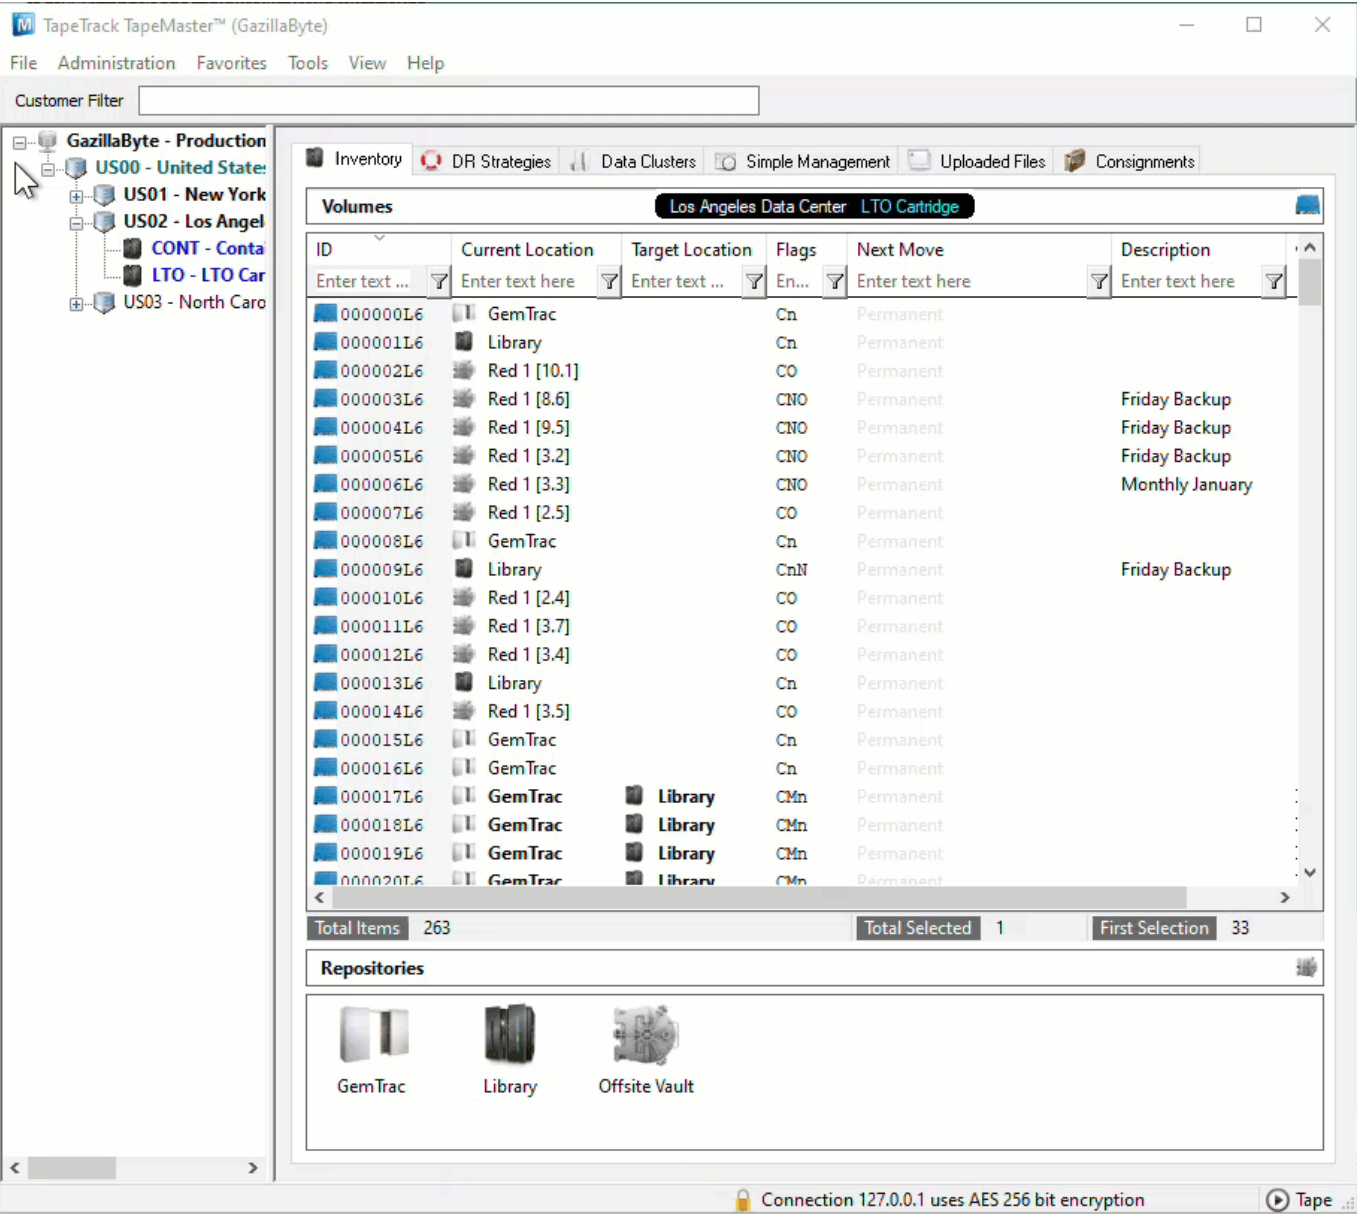 TapeTrack TapeMaster™ (GazillaByte)
File Administration Favorites Tools View Help
Customer Filter
GazillaByte - Production
US00 - United States
US01 - New York
US02 - Los Angel
CONT - Conta
LTO - LTO Car
US03 - North Caro
Inventory DR Strategies Data Clusters Simple Management Uploaded Files Consignments
Volumes Los Angeles Data Center LTO Cartridge
ID Current Location Target Location Flags Next Move Description
Enter text ... Enter text here Enter text ... En... Enter text here Enter text here
000000L6 GemTrac Cn Permanent
000001L6 Library Cn Permanent
000002L6 Red 1 [10.1] CO Permanent
000003L6 Red 1 [8.6] CNO Permanent Friday Backup
000004L6 Red 1 [9.5] CNO Permanent Friday Backup
000005L6 Red 1 [3.2] CNO Permanent Friday Backup
000006L6 Red 1 [3.3] CNO Permanent Monthly January
000007L6 Red 1 [2.5] CO Permanent
000008L6 GemTrac Cn Permanent
000009L6 Library CnN Permanent Friday Backup
000010L6 Red 1 [2.4] CO Permanent
000011L6 Red 1 [3.7] CO Permanent
000012L6 Red 1 [3.4] CO Permanent
000013L6 Library Cn Permanent
000014L6 Red 1 [3.5] CO Permanent
000015L6 GemTrac Cn Permanent
000016L6 GemTrac Cn Permanent
000017L6 GemTrac Library CMn Permanent
000018L6 GemTrac Library CMn Permanent
000019L6 GemTrac Library CMn Permanent
000020L6 GemTrac Library CMn Permanent
Total Items 263 Total Selected 1 First Selection 33
Repositories
GemTrac Library Offsite Vault
Connection 127.0.0.1 uses AES 256 bit encryption Tape